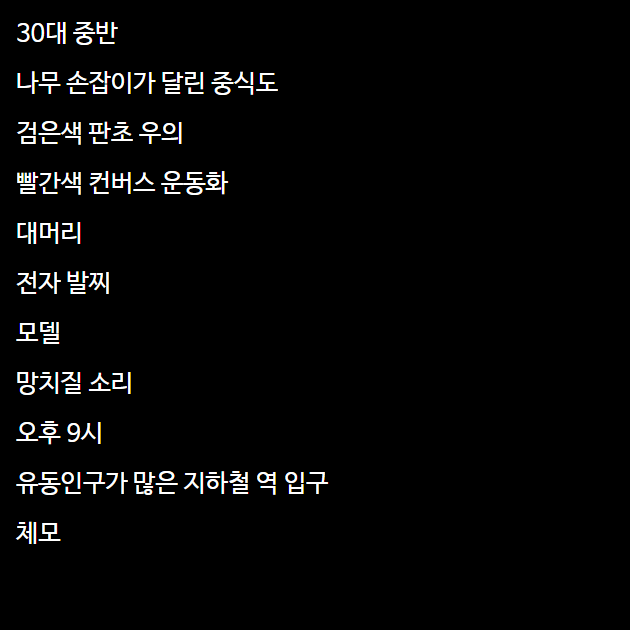 30대 중반
나무 손잡이가 달린 중식도
검은색 판초 우의
빨간색 컨버스 운동화
대머리
전자 발찌
모델
망치질 소리
오후 9시
유동인구가 많은 지하철 역 입구
체모